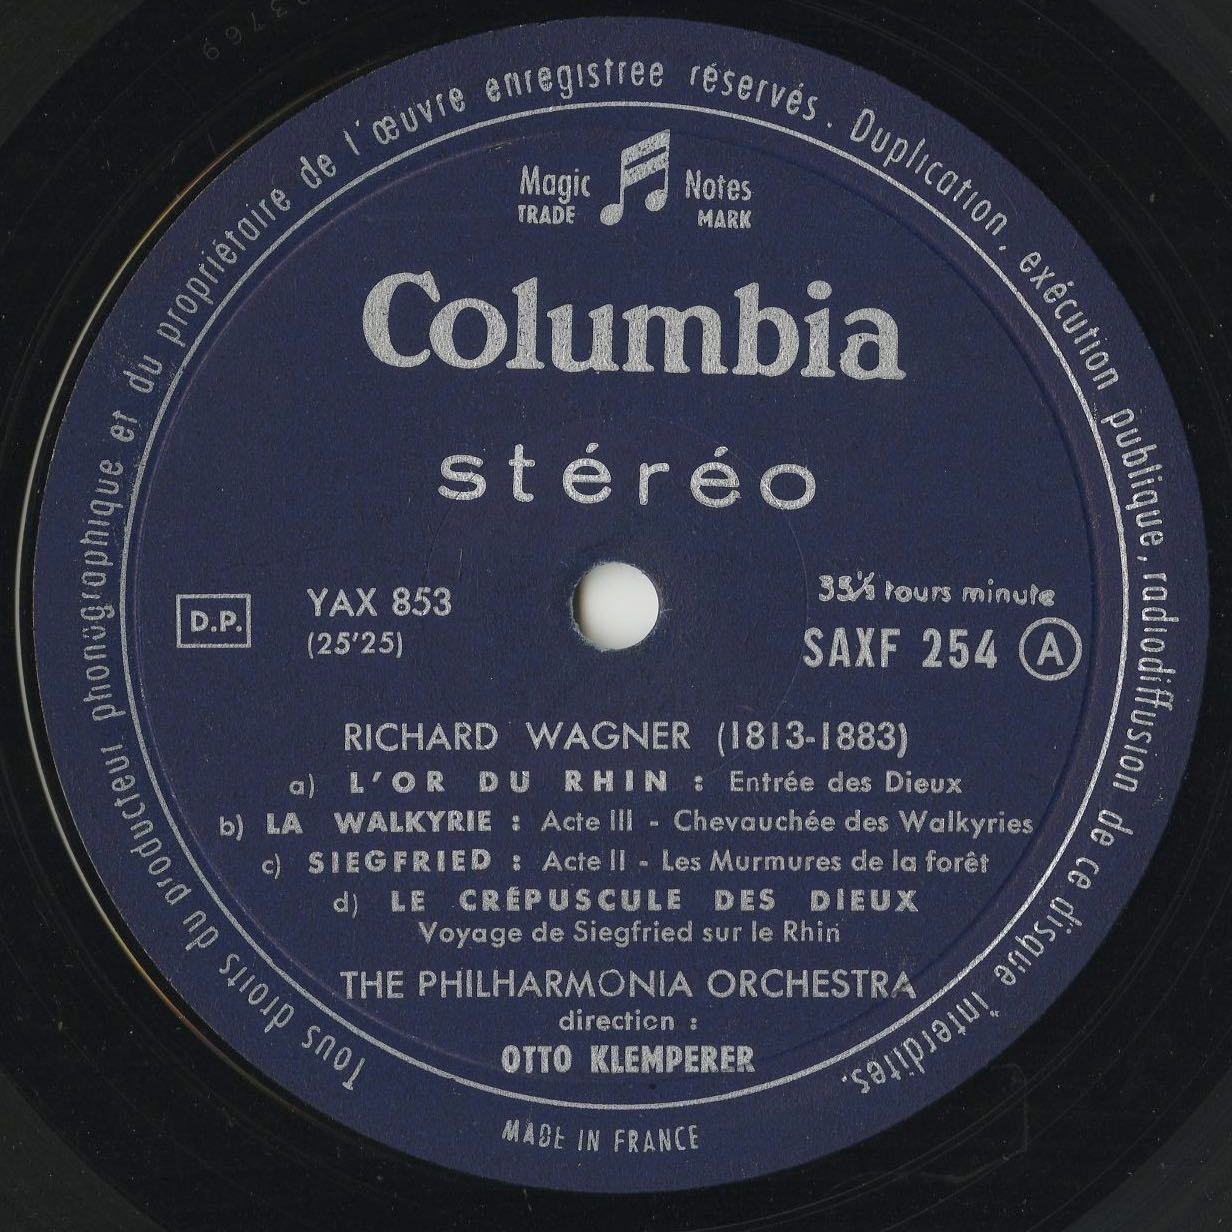 Tous droits du producteur phonographique et du propriétaire de l'œuvre enregistree réservés. Duplication, exécution publique, radiodiffusion de ce disque interdites.
Magic Notes
TRADE MARK
Columbia
stéréo
D.P.
YAX 853
(25'25)
33⅓ tours minute
SAXF 254 A
RICHARD WAGNER (1813-1883)
a) L'OR DU RHIN : Entrée des Dieux
b) LA WALKYRIE : Acte III - Chevauchée des Walkyries
c) SIEGFRIED : Acte II - Les Murmures de la forêt
d) LE CRÉPUSCULE DES DIEUX
Voyage de Siegfried sur le Rhin
THE PHILHARMONIA ORCHESTRA
direction :
OTTO KLEMPERER
MADE IN FRANCE